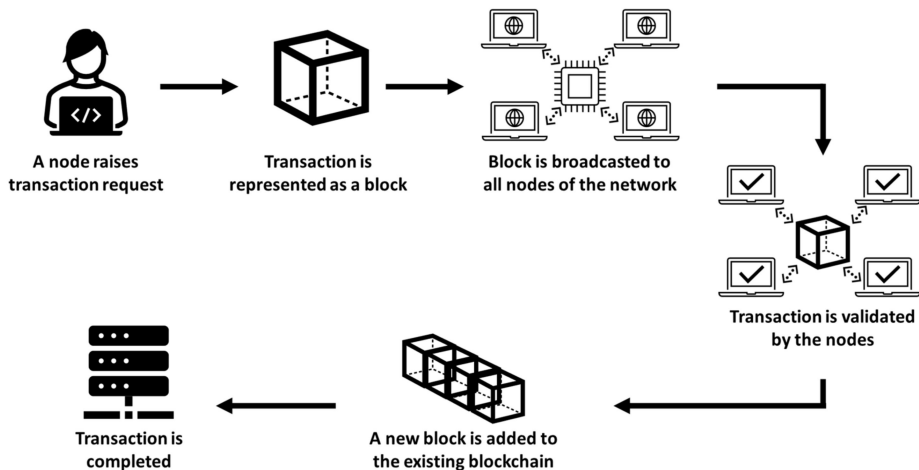 </>
A node raises
transaction request
Transaction is
represented as a block
Block is broadcasted to
all nodes of the network
Transaction is validated
by the nodes
A new block is added to
the existing blockchain
Transaction is
completed